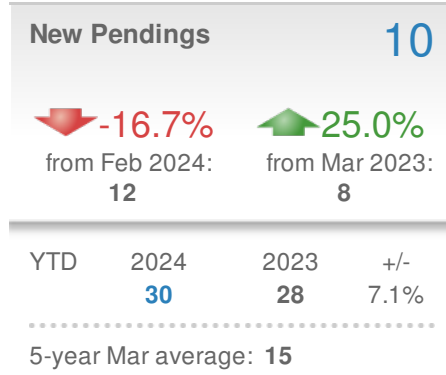 New Pendings 10
-16.7% 25.0%
from Feb 2024: from Mar 2023:
12 8
YTD 2024 2023 +/-
30 28 7.1%
5-year Mar average: 15